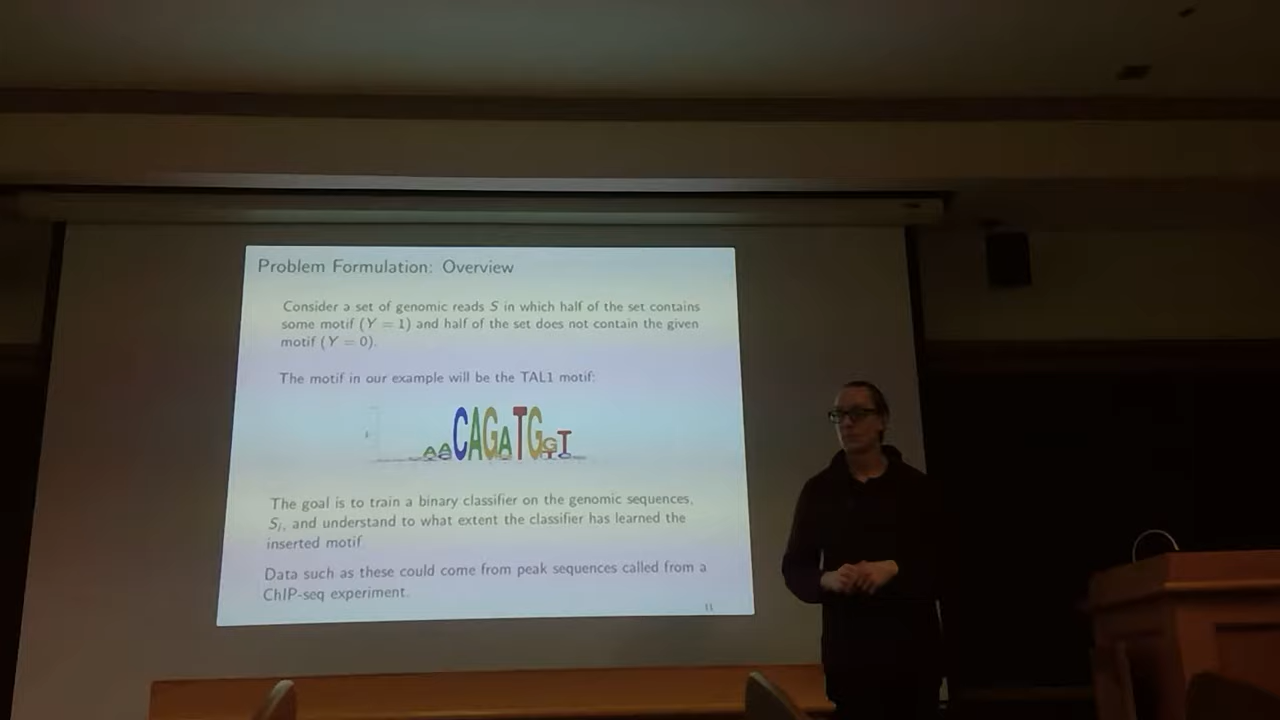 Problem Formulation: Overview
Consider a set of genomic reads S in which half of the set contains
some motif (Y = 1) and half of the set does not contain the given
motif (Y = 0).
The motif in our example will be the TAL1 motif:
AACAGATGGT
The goal is to train a binary classifier on the genomic sequences,
Si, and understand to what extent the classifier has learned the
inserted motif.
Data such as these could come from peak sequences called from a
ChIP-seq experiment.
11